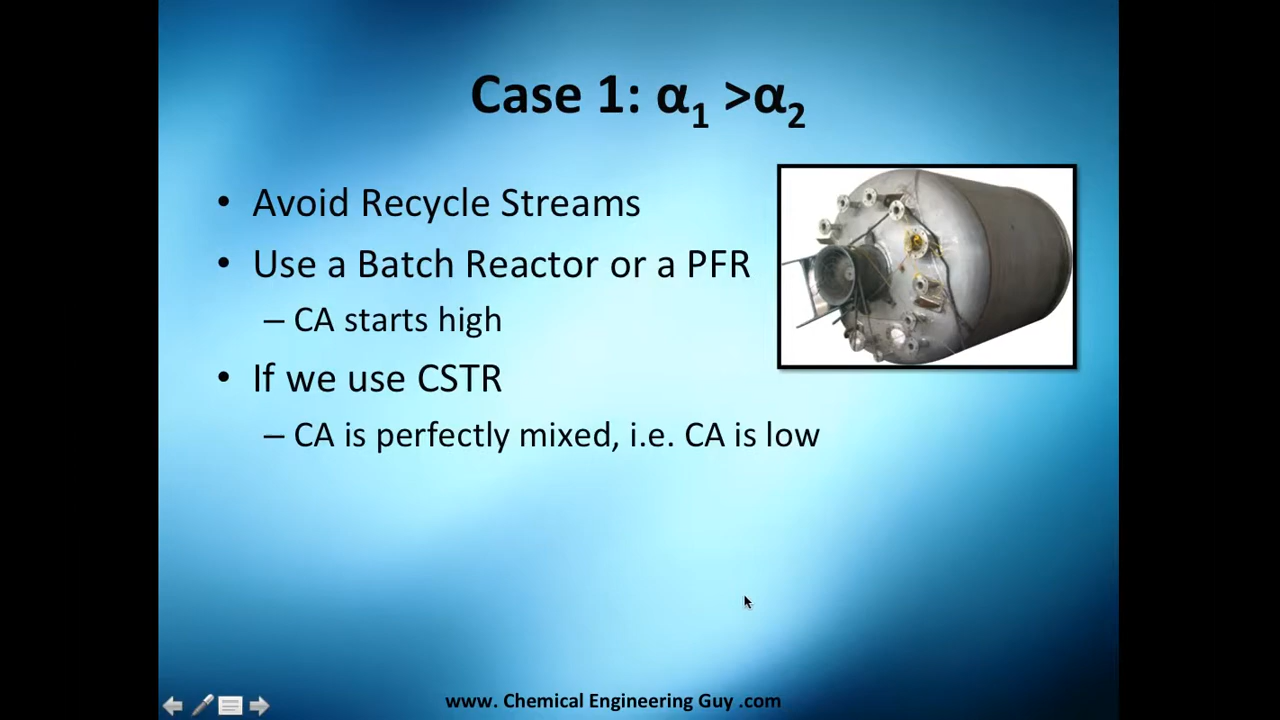 Case 1: α₁ >α₂
• Avoid Recycle Streams
• Use a Batch Reactor or a PFR
– CA starts high
• If we use CSTR
– CA is perfectly mixed, i.e. CA is low
www. Chemical Engineering Guy .com